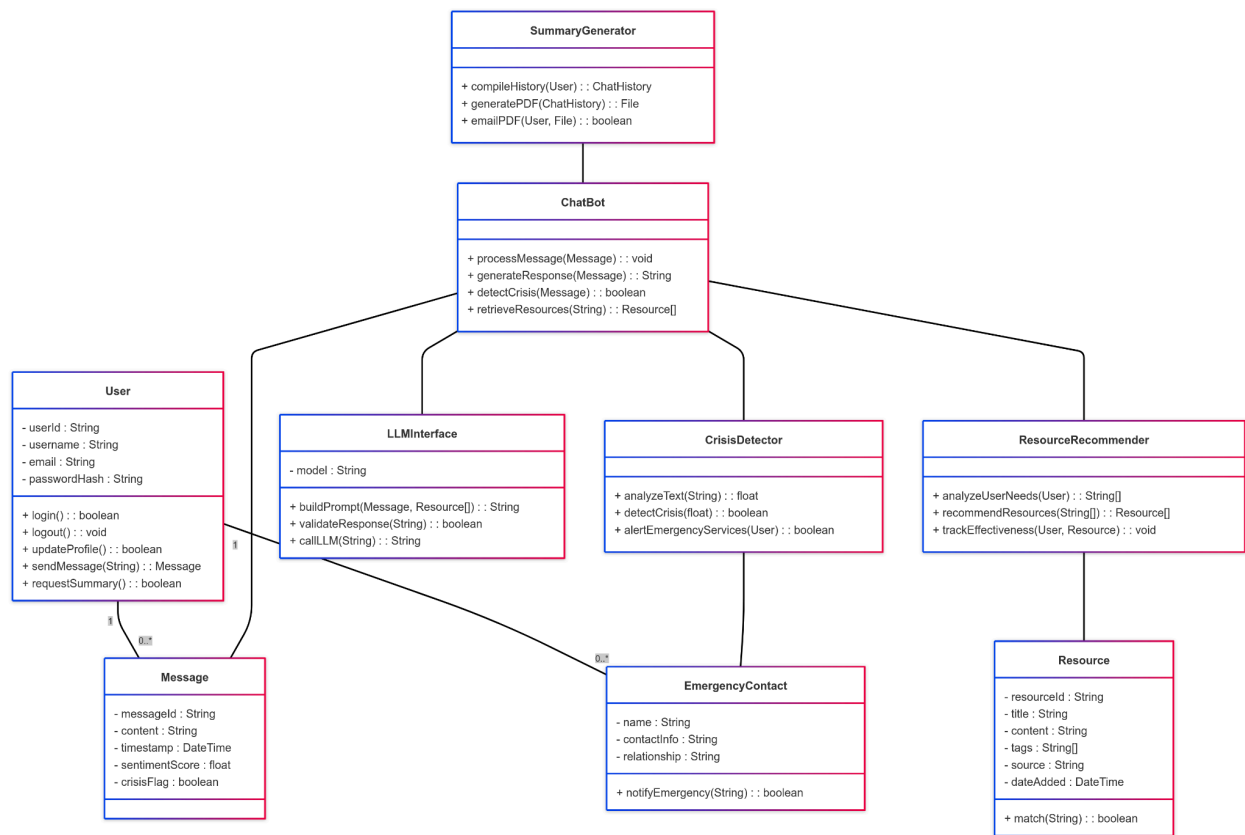 SummaryGenerator
+ compileHistory(User) : : ChatHistory
+ generatePDF(ChatHistory) : : File
+ emailPDF(User, File) : : boolean
ChatBot
+ processMessage(Message) : : void
+ generateResponse(Message) : : String
+ detectCrisis(Message) : : boolean
+ retrieveResources(String) : : Resource[]
User
- userId : String
- username : String
- email : String
- passwordHash : String
+ login() : : boolean
+ logout() : : void
+ updateProfile() : : boolean
+ sendMessage(String) : : Message
+ requestSummary() : : boolean
LLMInterface
- model : String
+ buildPrompt(Message, Resource[]) : : String
+ validateResponse(String) : : boolean
+ callLLM(String) : : String
CrisisDetector
+ analyzeText(String) : : float
+ detectCrisis(float) : : boolean
+ alertEmergencyServices(User) : : boolean
ResourceRecommender
+ analyzeUserNeeds(User) : : String[]
+ recommendResources(String[]) : : Resource[]
+ trackEffectiveness(User, Resource) : : void
1
1
0..*
0..*
Message
- messageId : String
- content : String
- timestamp : DateTime
- sentimentScore : float
- crisisFlag : boolean
EmergencyContact
- name : String
- contactInfo : String
- relationship : String
+ notifyEmergency(String) : : boolean
Resource
- resourceId : String
- title : String
- content : String
- tags : String[]
- source : String
- dateAdded : DateTime
+ match(String) : : boolean